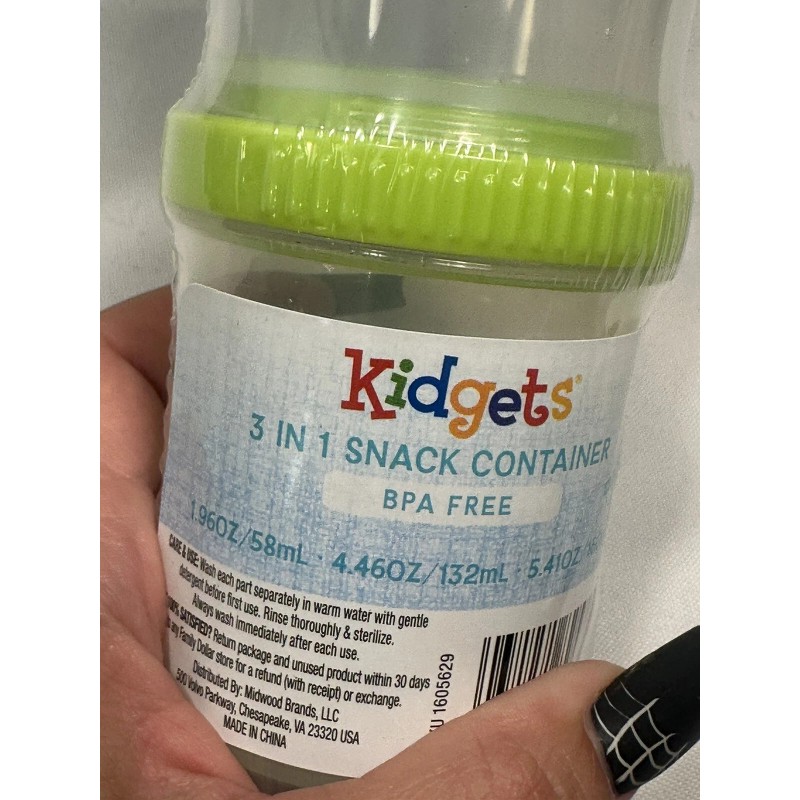 Kidgets
3 IN 1 SNACK CONTAINER
BPA FREE
1.96OZ/58mL · 4.46OZ/132mL · 5.41OZ
CARE & USE: Wash each part separately in warm water with gentle
detergent before first use. Rinse thoroughly & sterilize.
Always wash immediately after each use.
100% SATISFIED? Return package and unused product within 30 days
any Family Dollar store for a refund (with receipt) or exchange.
Distributed By: Midwood Brands, LLC
500 Volvo Parkway, Chesapeake, VA 23320 USA
MADE IN CHINA
1605629